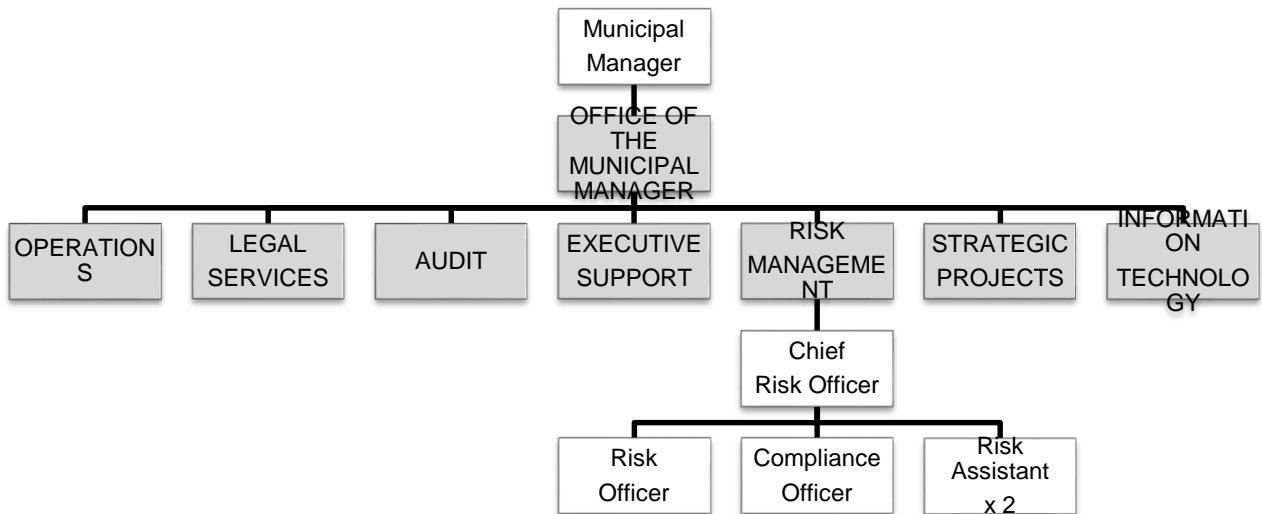 Municipal
Manager
OFFICE OF
THE
MUNICIPAL
MANAGER
OPERATION
S
LEGAL
SERVICES
AUDIT
EXECUTIVE
SUPPORT
RISK
MANAGEME
NT
STRATEGIC
PROJECTS
INFORMATI
ON
TECHNOLO
GY
Chief
Risk Officer
Risk
Officer
Compliance
Officer
Risk
Assistant
x 2